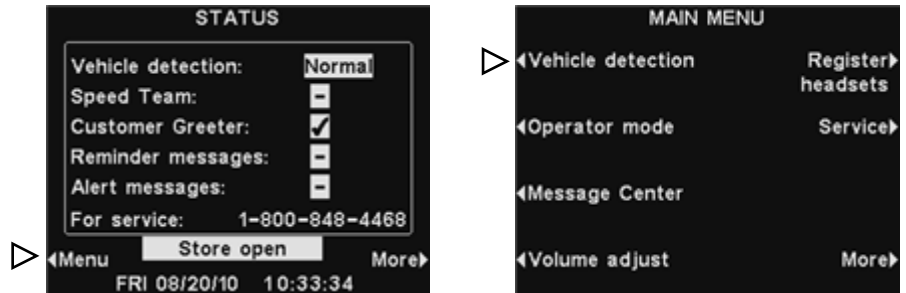 STATUS
Vehicle detection: Normal
Speed Team: -
Customer Greeter: ✓
Reminder messages: -
Alert messages: -
For service: 1-800-848-4468
Store open
Menu More
FRI 08/20/10 10:33:34
MAIN MENU
Vehicle detection Register
headsets
Operator mode Service
Message Center
Volume adjust More